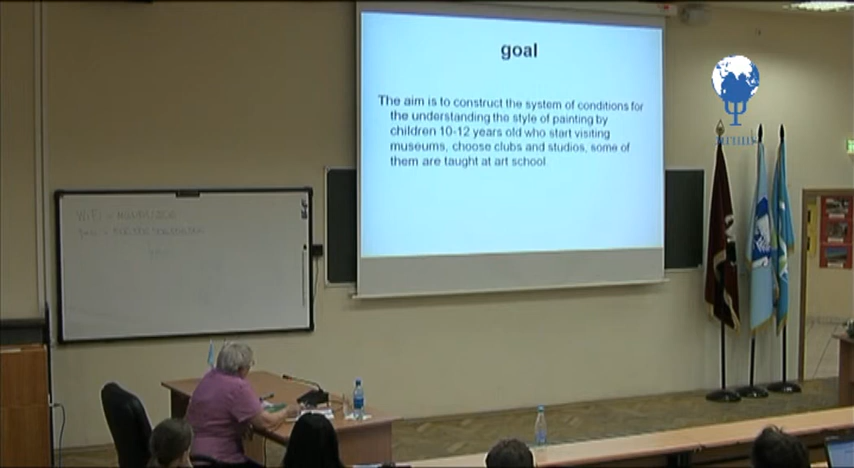 goal
The aim is to construct the system of conditions for
the understanding the style of painting by
children 10-12 years old who start visiting
museums, choose clubs and studios, some of
them are taught at art school